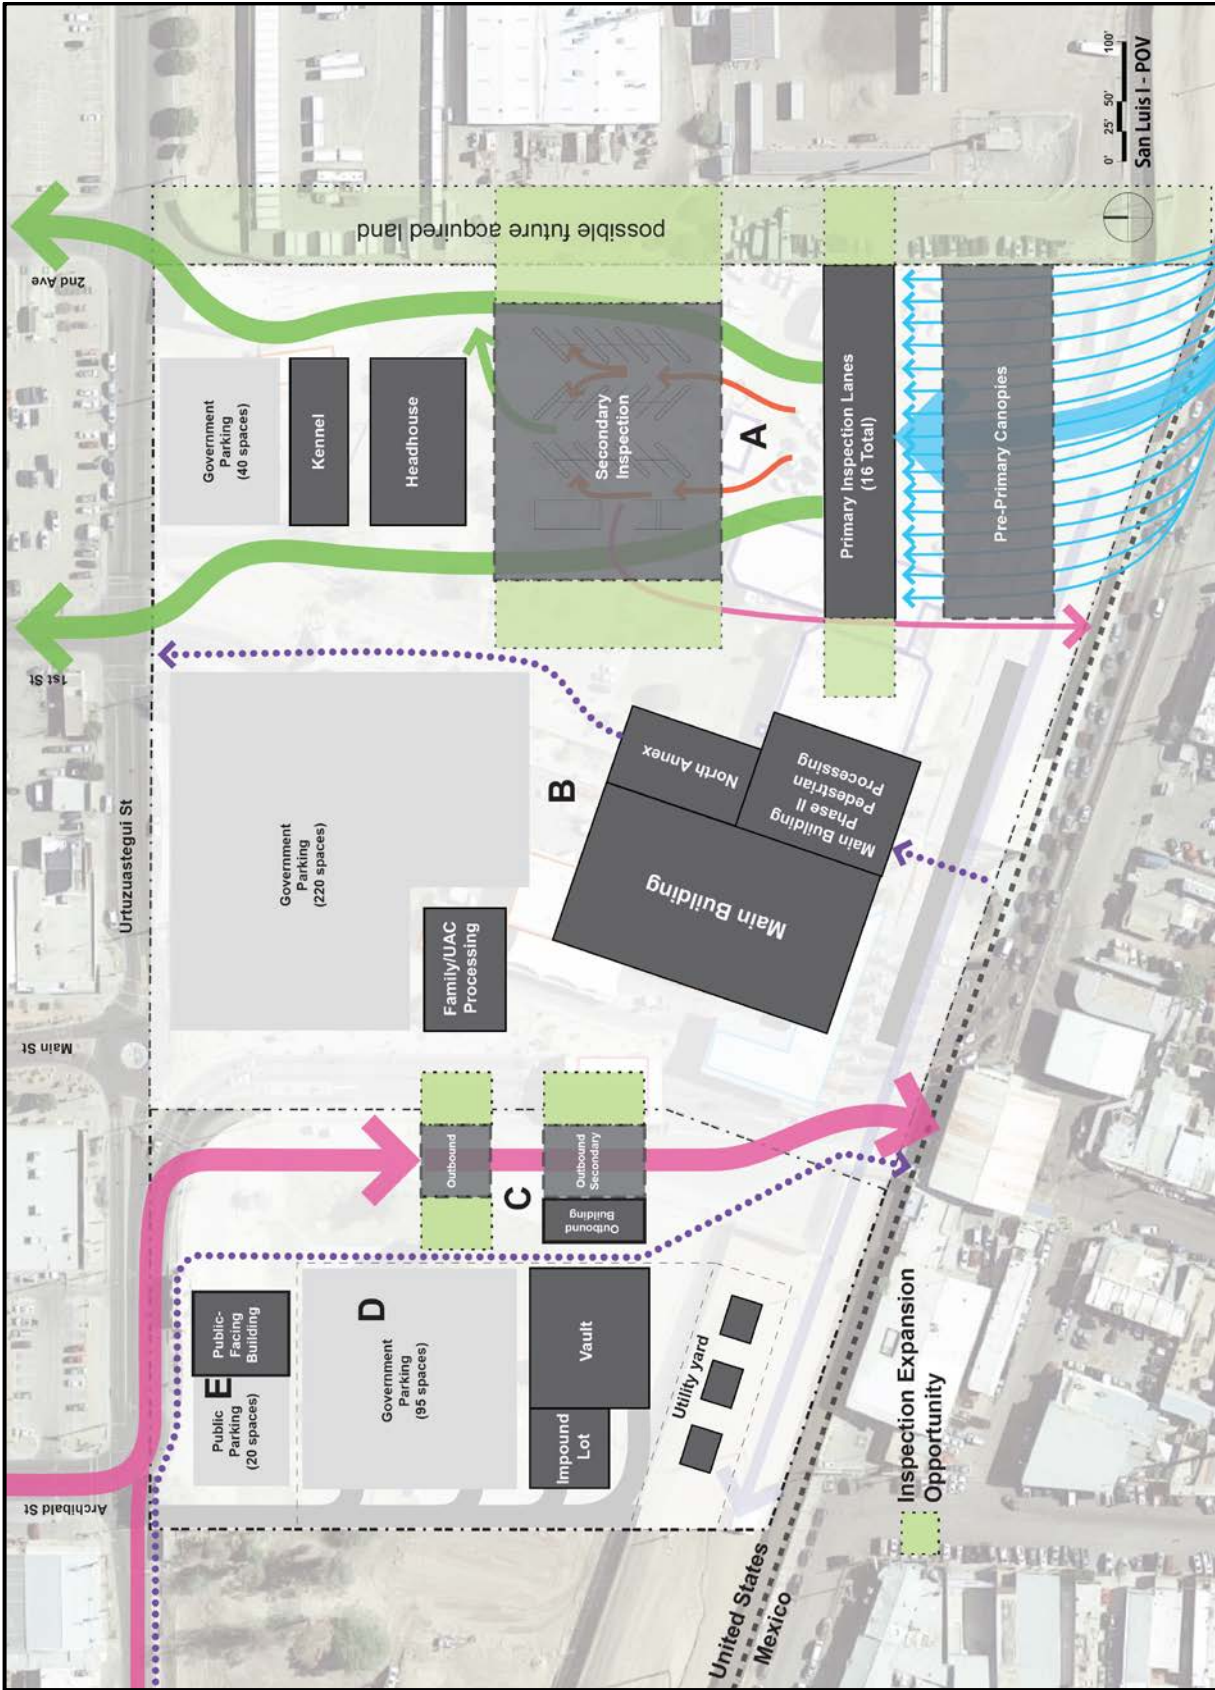 2nd Ave
1st St
Main St
Archibald St
Urtuzuastegui St
possible future acquired land
Government
Parking
(40 spaces)
Kennel
Headhouse
Secondary
Inspection
A
Primary Inspection Lanes
(16 Total)
Pre-Primary Canopies
Government
Parking
(220 spaces)
B
North Annex
Main Building
Phase II
Pedestrian
Processing
Main Building
Family/UAC
Processing
Outbound
Outbound
Secondary
C
Outbound
Building
Public-
Facing
Building
E
Public
Parking
(20 spaces)
D
Government
Parking
(95 spaces)
Vault
Impound
Lot
Utility yard
United States
Mexico
Inspection Expansion
Opportunity
0' 25' 50' 100'
San Luis I - POV